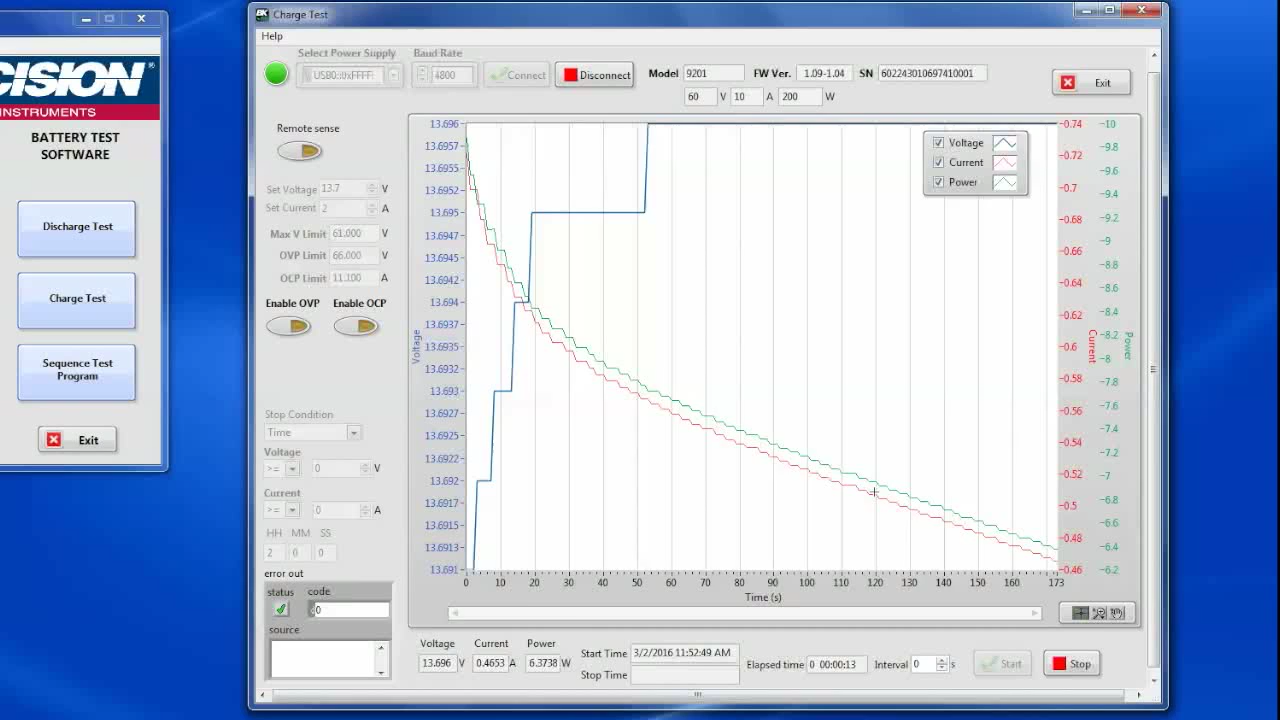 CISION®
INSTRUMENTS
BATTERY TEST
SOFTWARE
Discharge Test
Charge Test
Sequence Test
Program
Exit
BK Charge Test
Help
Select Power Supply
Baud Rate
USB0::0xFFFF:
4800
Connect
Disconnect
Model 9201 FW Ver. 1.09-1.04 SN 602243010697410001
60 V 10 A 200 W
Exit
Remote sense
Set Voltage 13.7 V
Set Current 2 A
Max V Limit 61.000 V
OVP Limit 66.000 V
OCP Limit 11.100 A
Enable OVP Enable OCP
Stop Condition
Time
Voltage
>= 0 V
Current
>= 0 A
HH MM SS
2 0 0
error out
status code
0
source
Voltage
13.696
13.6957
13.6955
13.6952
13.695
13.6947
13.6945
13.6942
13.694
13.6937
13.6935
13.6932
13.693
13.6927
13.6925
13.6922
13.692
13.6917
13.6915
13.6913
13.691
0 10 20 30 40 50 60 70 80 90 100 110 120 130 140 150 160 173
Time (s)
Voltage
Current
Power
0.74
0.72
0.7
0.68
0.66
0.64
0.62
0.6
0.58
0.56
0.54
0.52
0.5
0.48
0.46
Current
10
9.8
9.6
9.4
9.2
9
8.8
8.6
8.4
8.2
8
7.8
7.6
7.4
7.2
7
6.8
6.6
6.4
6.2
Power
Voltage Current Power
13.696 V 0.4653 A 6.3738 W
Start Time 3/2/2016 11:52:49 AM
Stop Time
Elapsed time 0 00:00:13
Interval 0 s
Start
Stop